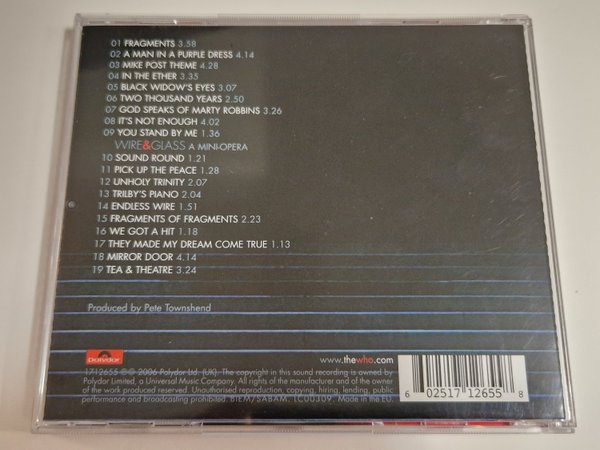 01 FRAGMENTS 3.58
02 A MAN IN A PURPLE DRESS 4.14
03 MIKE POST THEME 4.28
04 IN THE ETHER 3.35
05 BLACK WIDOW'S EYES 3.07
06 TWO THOUSAND YEARS 2.50
07 GOD SPEAKS OF MARTY ROBBINS 3.26
08 IT'S NOT ENOUGH 4.02
09 YOU STAND BY ME 1.36
WIRE&GLASS A MINI-OPERA
10 SOUND ROUND 1.21
11 PICK UP THE PEACE 1.28
12 UNHOLY TRINITY 2.07
13 TRILBY'S PIANO 2.04
14 ENDLESS WIRE 1.51
15 FRAGMENTS OF FRAGMENTS 2.23
16 WE GOT A HIT 1.18
17 THEY MADE MY DREAM COME TRUE 1.13
18 MIRROR DOOR 4.14
19 TEA & THEATRE 3.24
Produced by Pete Townshend
Polydor
www.thewho.com
1712655 ℗© 2006 Polydor Ltd. (UK). The copyright in this sound recording is owned by
Polydor Limited, a Universal Music Company. All rights of the manufacturer and of the owner
of the work produced reserved. Unauthorised reproduction, copying, hiring, lending, public
performance and broadcasting prohibited. BIEM/SABAM. LC00309. Made in the EU.
6 02517 12655 8